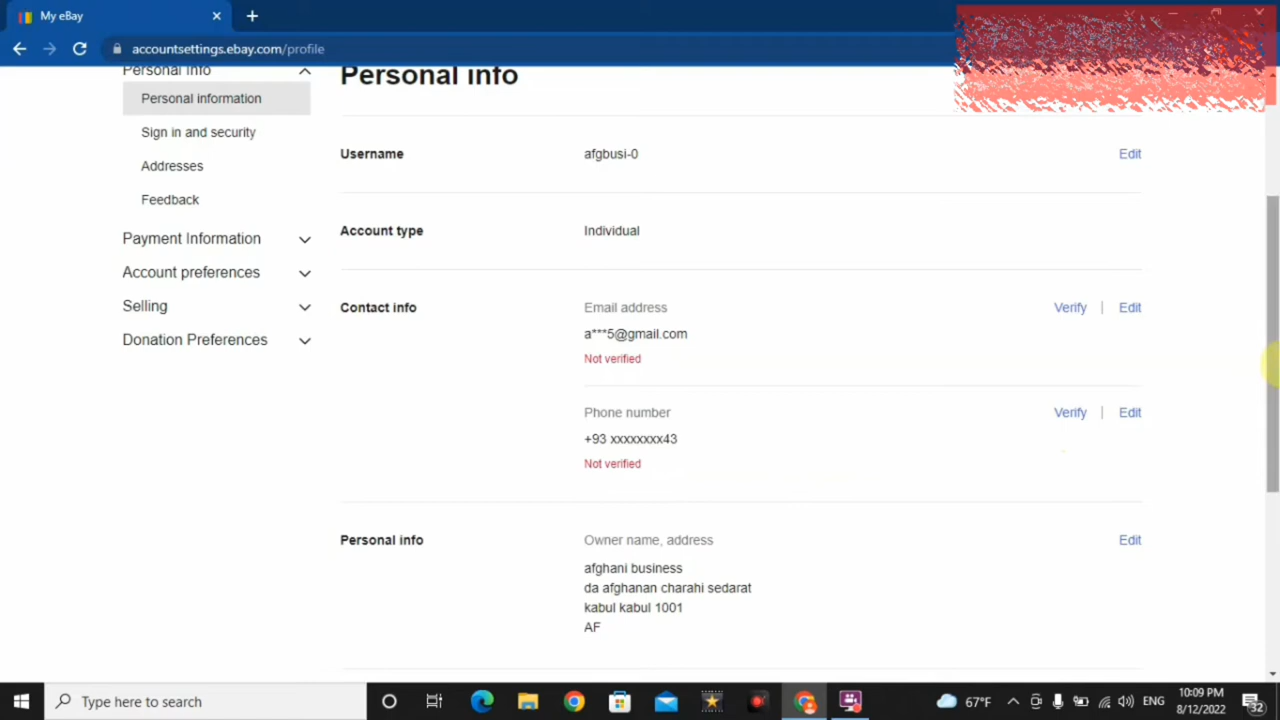 My eBay
accountsettings.ebay.com/profile
Personal Info
Personal information
Sign in and security
Addresses
Feedback
Payment Information
Account preferences
Selling
Donation Preferences
Personal info
Username afgbusi-0 Edit
Account type Individual
Contact info Email address Verify | Edit
a***5@gmail.com
Not verified
Phone number Verify | Edit
+93 xxxxxxxx43
Not verified
Personal info Owner name, address Edit
afghani business
da afghanan charahi sedarat
kabul kabul 1001
AF
Type here to search
67°F
ENG
10:09 PM
8/12/2022
32